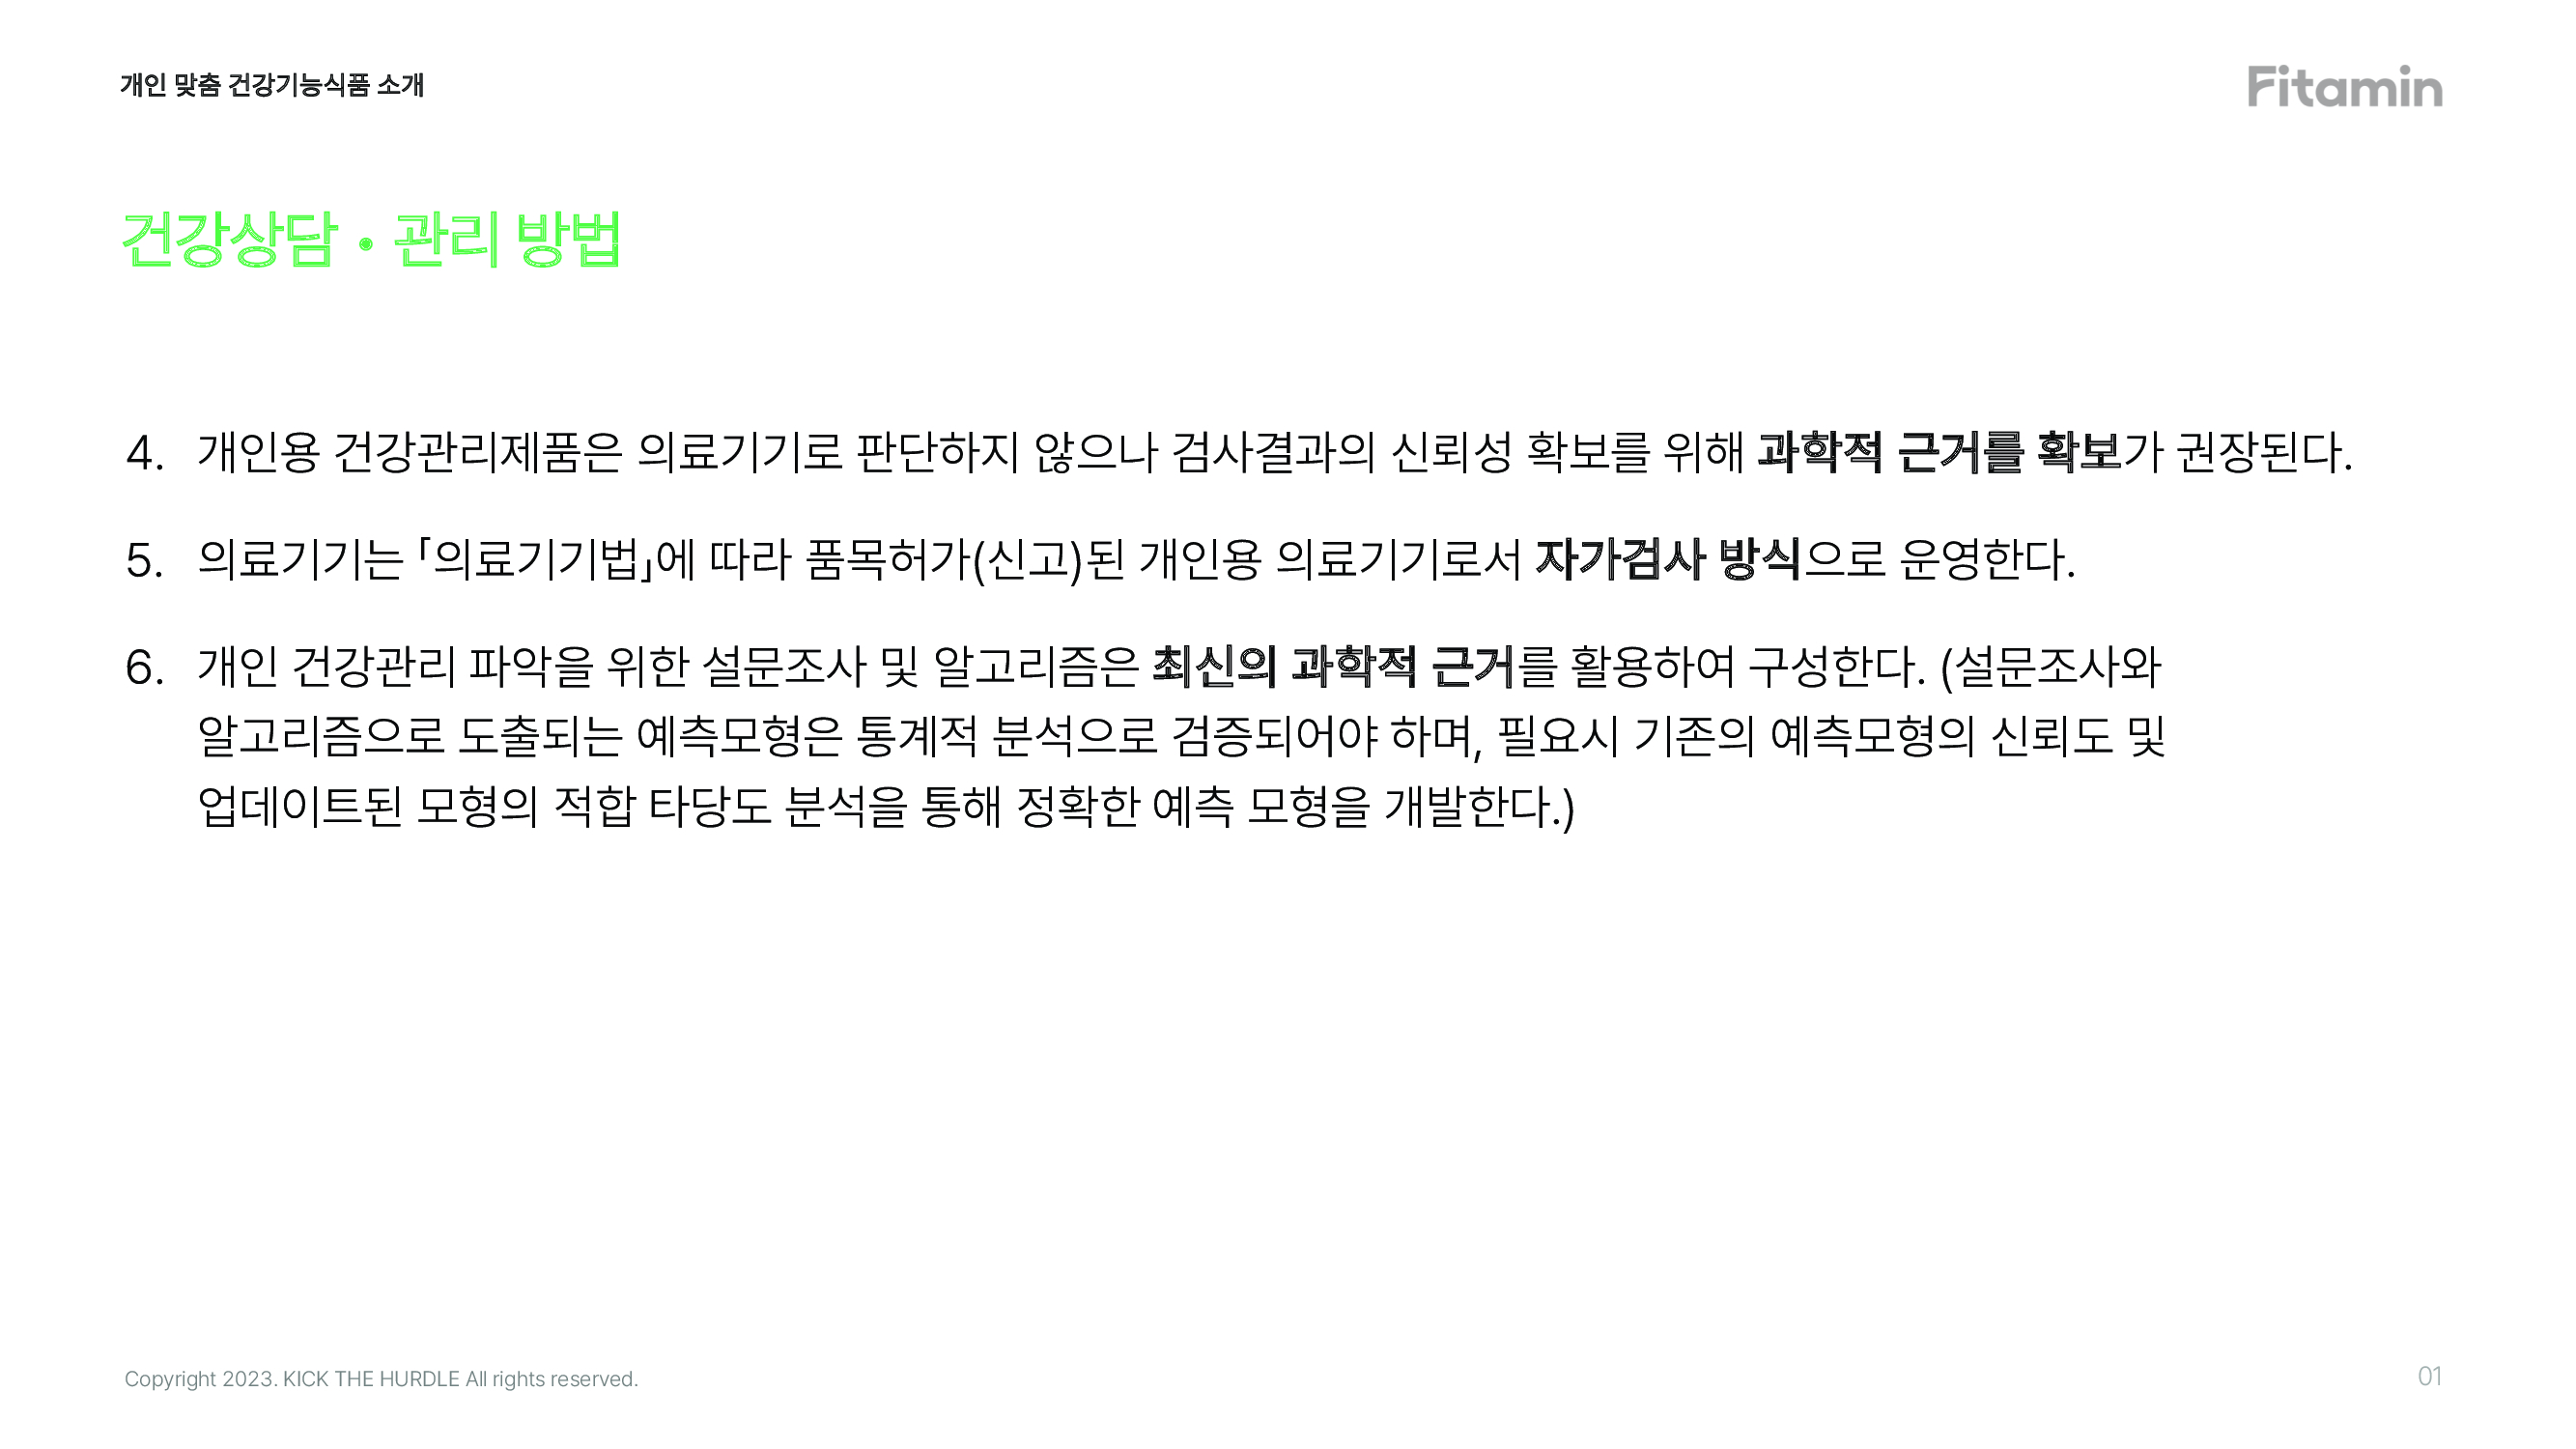 개인 맞춤 건강기능식품 소개
Fitamin
건강상담 • 관리 방법
4. 개인용 건강관리제품은 의료기기로 판단하지 않으나 검사결과의 신뢰성 확보를 위해 과학적 근거를 확보가 권장된다.
5. 의료기기는 「의료기기법」에 따라 품목허가(신고)된 개인용 의료기기로서 자가검사 방식으로 운영한다.
6. 개인 건강관리 파악을 위한 설문조사 및 알고리즘은 최신의 과학적 근거를 활용하여 구성한다. (설문조사와
알고리즘으로 도출되는 예측모형은 통계적 분석으로 검증되어야 하며, 필요시 기존의 예측모형의 신뢰도 및
업데이트된 모형의 적합 타당도 분석을 통해 정확한 예측 모형을 개발한다.)
Copyright 2023. KICK THE HURDLE All rights reserved.
01